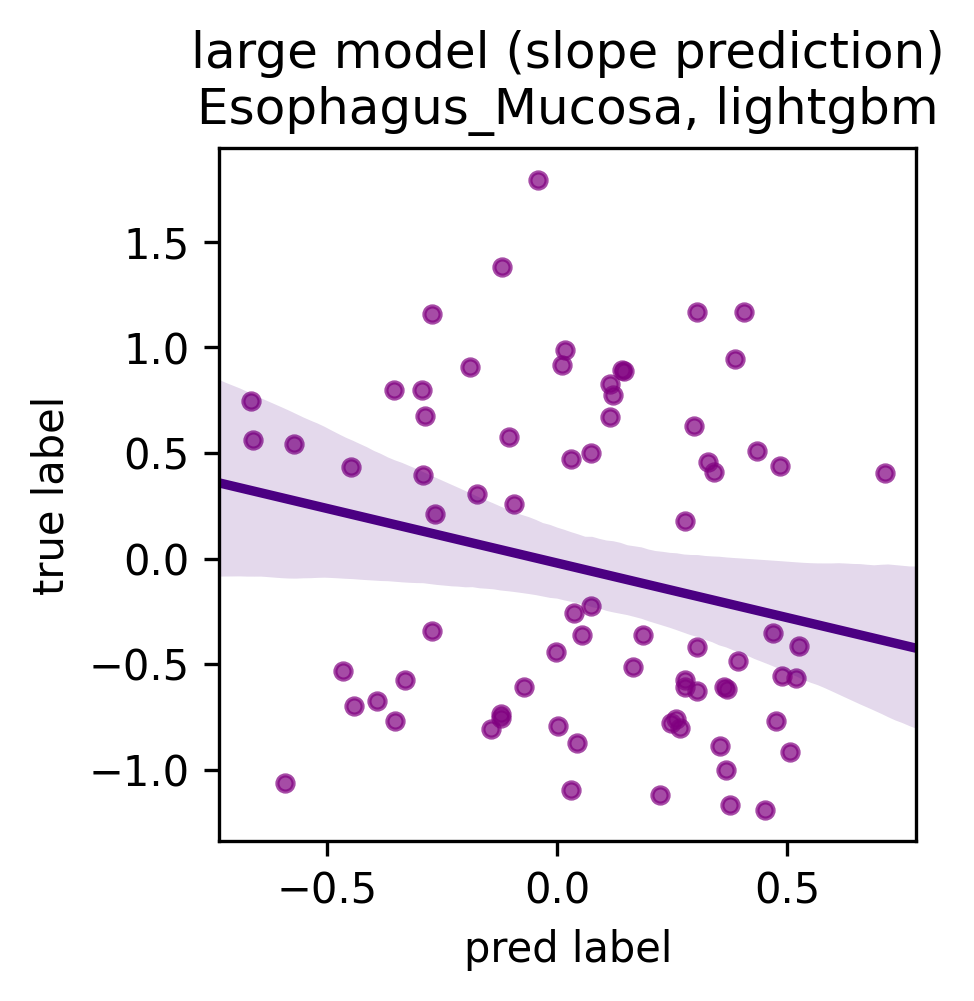 large model (slope prediction)
Esophagus_Mucosa, lightgbm
1.5
1.0
0.5
0.0
−0.5
−1.0
true label
−0.5 0.0 0.5
pred label